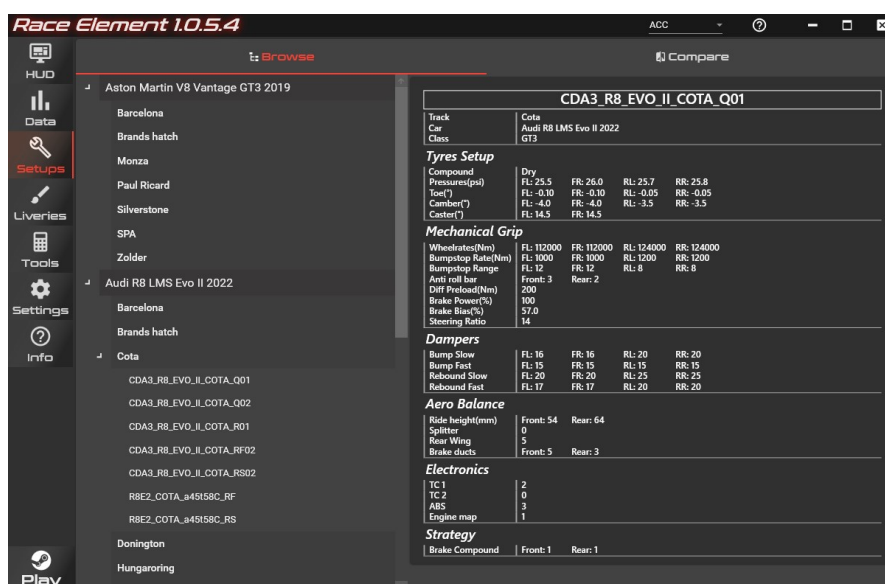 Race Element 1.0.5.4
ACC
HUD
Data
Setups
Liveries
Tools
Settings
Info
Play
Browse
Compare
Aston Martin V8 Vantage GT3 2019
Barcelona
Brands hatch
Monza
Paul Ricard
Silverstone
SPA
Zolder
Audi R8 LMS Evo II 2022
Barcelona
Brands hatch
Cota
CDA3_R8_EVO_II_COTA_Q01
CDA3_R8_EVO_II_COTA_Q02
CDA3_R8_EVO_II_COTA_R01
CDA3_R8_EVO_II_COTA_RF02
CDA3_R8_EVO_II_COTA_RS02
R8E2_COTA_a45t58C_RF
R8E2_COTA_a45t58C_RS
Donington
Hungaroring
CDA3_R8_EVO_II_COTA_Q01
Track Cota
Car Audi R8 LMS Evo II 2022
Class GT3
Tyres Setup
Compound Dry
Pressures(psi) FL: 25.5 FR: 26.0 RL: 25.7 RR: 25.8
Toe(°) FL: -0.10 FR: -0.10 RL: -0.05 RR: -0.05
Camber(°) FL: -4.0 FR: -4.0 RL: -3.5 RR: -3.5
Caster(°) FL: 14.5 FR: 14.5
Mechanical Grip
Wheelrates(Nm) FL: 112000 FR: 112000 RL: 124000 RR: 124000
Bumpstop Rate(Nm) FL: 1000 FR: 1000 RL: 1200 RR: 1200
Bumpstop Range FL: 12 FR: 12 RL: 8 RR: 8
Anti roll bar Front: 3 Rear: 2
Diff Preload(Nm) 200
Brake Power(%) 100
Brake Bias(%) 57.0
Steering Ratio 14
Dampers
Bump Slow FL: 16 FR: 16 RL: 20 RR: 20
Bump Fast FL: 15 FR: 15 RL: 15 RR: 15
Rebound Slow FL: 20 FR: 20 RL: 25 RR: 25
Rebound Fast FL: 17 FR: 17 RL: 20 RR: 20
Aero Balance
Ride height(mm) Front: 54 Rear: 64
Splitter 0
Rear Wing 5
Brake ducts Front: 5 Rear: 3
Electronics
TC 1 2
TC 2 0
ABS 3
Engine map 1
Strategy
Brake Compound Front: 1 Rear: 1